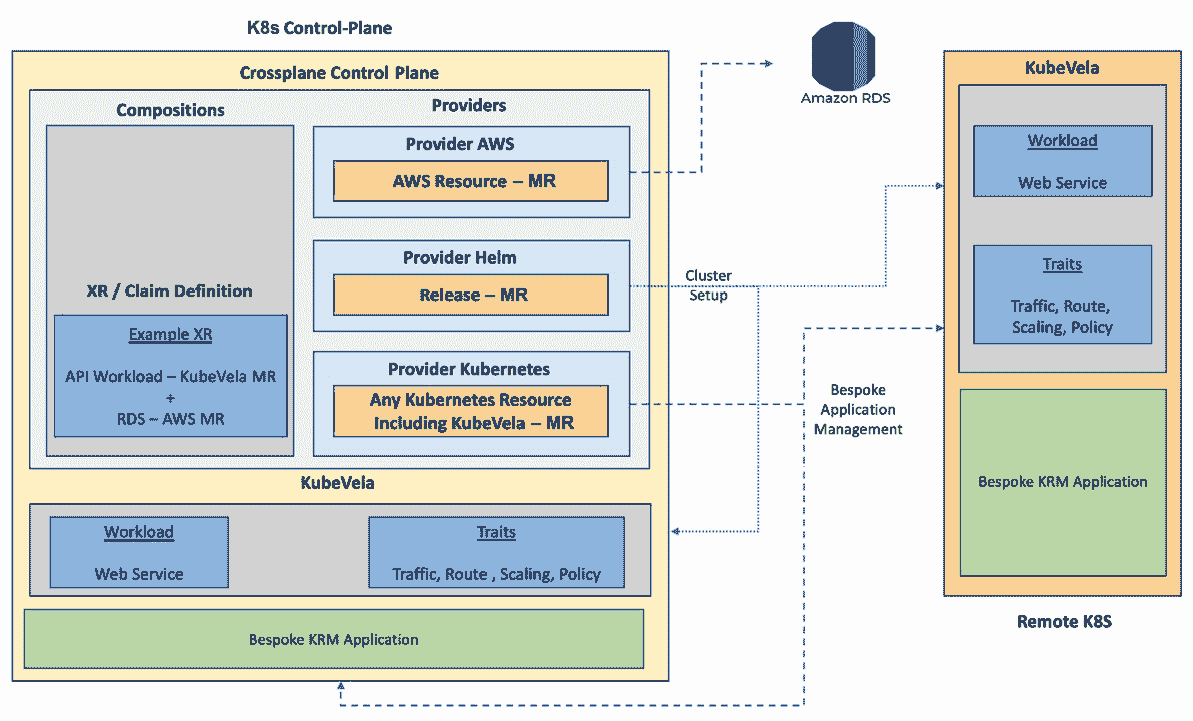 K8s Control-Plane
Crossplane Control Plane
Compositions
XR / Claim Definition
Example XR
API Workload – KubeVela MR
+
RDS – AWS MR
Providers
Provider AWS
AWS Resource – MR
Provider Helm
Release – MR
Provider Kubernetes
Any Kubernetes Resource
Including KubeVela – MR
KubeVela
Workload
Web Service
Traits
Traffic, Route , Scaling, Policy
Bespoke KRM Application
Amazon RDS
Cluster
Setup
Bespoke
Application
Management
KubeVela
Workload
Web Service
Traits
Traffic, Route,
Scaling, Policy
Bespoke KRM Application
Remote K8S